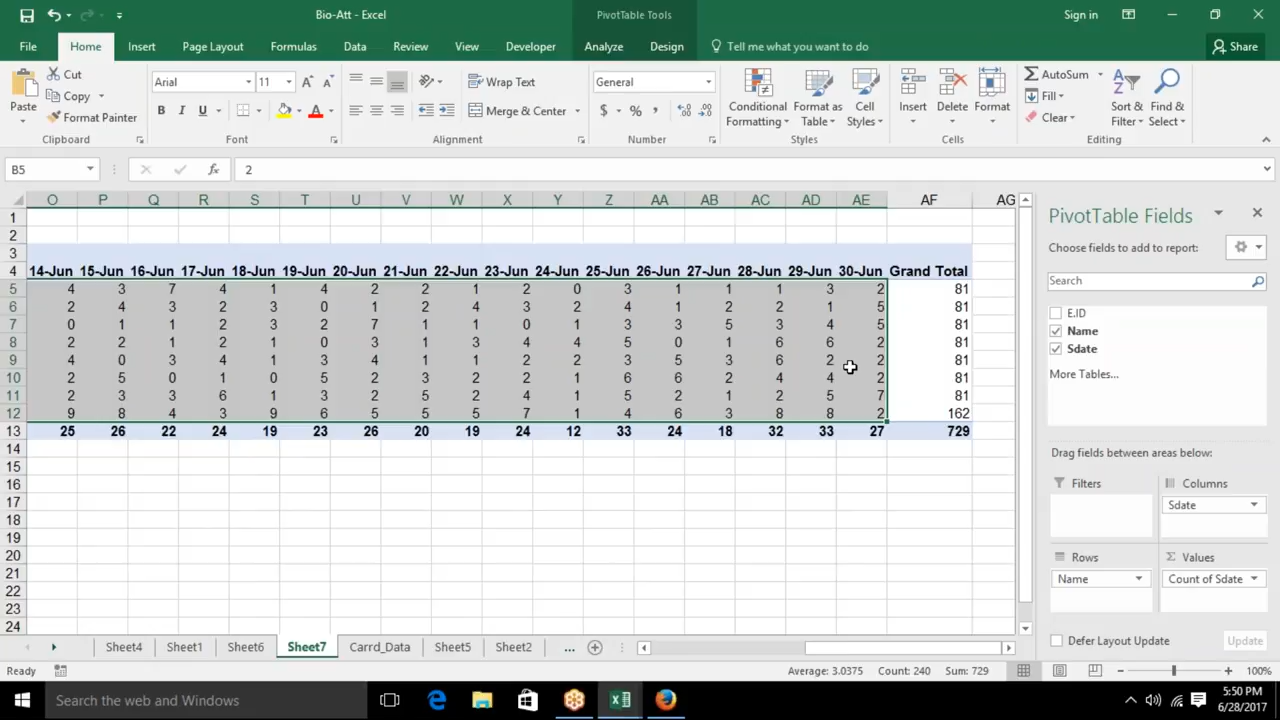 Bio-Att - Excel
PivotTable Tools
Sign in
File Home Insert Page Layout Formulas Data Review View Developer Analyze Design Tell me what you want to do Share
Paste
Cut
Copy
Format Painter
Clipboard
Arial 11
B I U
Font
Wrap Text
Merge & Center
Alignment
General
$ % ,
Number
Conditional Formatting
Format as Table
Cell Styles
Styles
Insert Delete Format
Cells
AutoSum
Fill
Clear
Sort & Filter
Find & Select
Editing
B5 fx 2
O P Q R S T U V W X Y Z AA AB AC AD AE AF AG
1
2
3
4 14-Jun 15-Jun 16-Jun 17-Jun 18-Jun 19-Jun 20-Jun 21-Jun 22-Jun 23-Jun 24-Jun 25-Jun 26-Jun 27-Jun 28-Jun 29-Jun 30-Jun Grand Total
5 4 3 7 4 1 4 2 2 1 2 0 3 1 1 1 3 2 81
6 2 4 3 2 3 0 1 2 4 3 2 4 1 2 2 1 5 81
7 0 1 1 2 3 2 7 1 1 0 1 3 3 5 3 4 5 81
8 2 2 1 2 1 0 3 1 3 4 4 5 0 1 6 6 2 81
9 4 0 3 4 1 3 4 1 1 2 2 3 5 3 6 2 2 81
10 2 5 0 1 0 5 2 3 2 2 1 6 6 2 4 4 2 81
11 2 3 3 6 1 3 2 5 2 4 1 5 2 1 2 5 7 81
12 9 8 4 3 9 6 5 5 5 7 1 4 6 3 8 8 2 162
13 25 26 22 24 19 23 26 20 19 24 12 33 24 18 32 33 27 729
14
15
16
17
18
19
20
21
22
23
24
PivotTable Fields
Choose fields to add to report:
Search
E.ID
Name
Sdate
More Tables...
Drag fields between areas below:
Filters Columns
Sdate
Rows Values
Name Count of Sdate
Defer Layout Update Update
Sheet4 Sheet1 Sheet6 Sheet7 Carrd_Data Sheet5 Sheet2 ...
Ready Average: 3.0375 Count: 240 Sum: 729 100%
Search the web and Windows
5:50 PM
6/28/2017